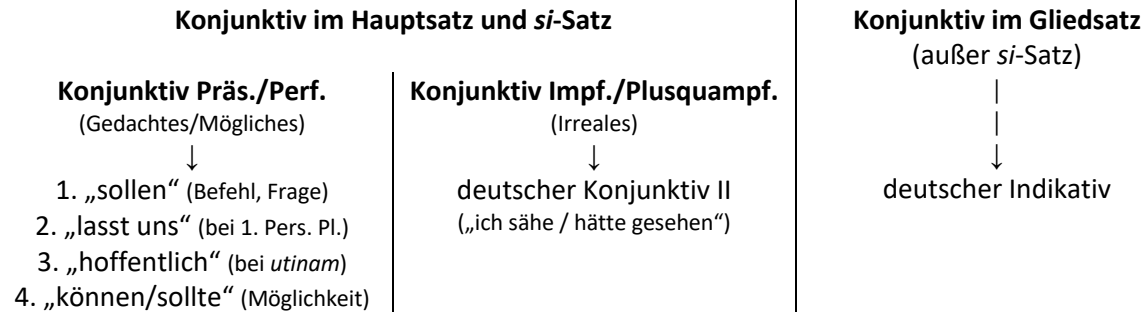 Konjunktiv im Hauptsatz und si-Satz
Konjunktiv Präs./Perf.
(Gedachtes/Mögliches)
↓
1. „sollen“ (Befehl, Frage)
2. „lasst uns“ (bei 1. Pers. Pl.)
3. „hoffentlich“ (bei utinam)
4. „können/sollte“ (Möglichkeit)
Konjunktiv Impf./Plusquampf.
(Irreales)
↓
deutscher Konjunktiv II
(„ich sähe / hätte gesehen“)
Konjunktiv im Gliedsatz
(außer si-Satz)
|
|
↓
deutscher Indikativ